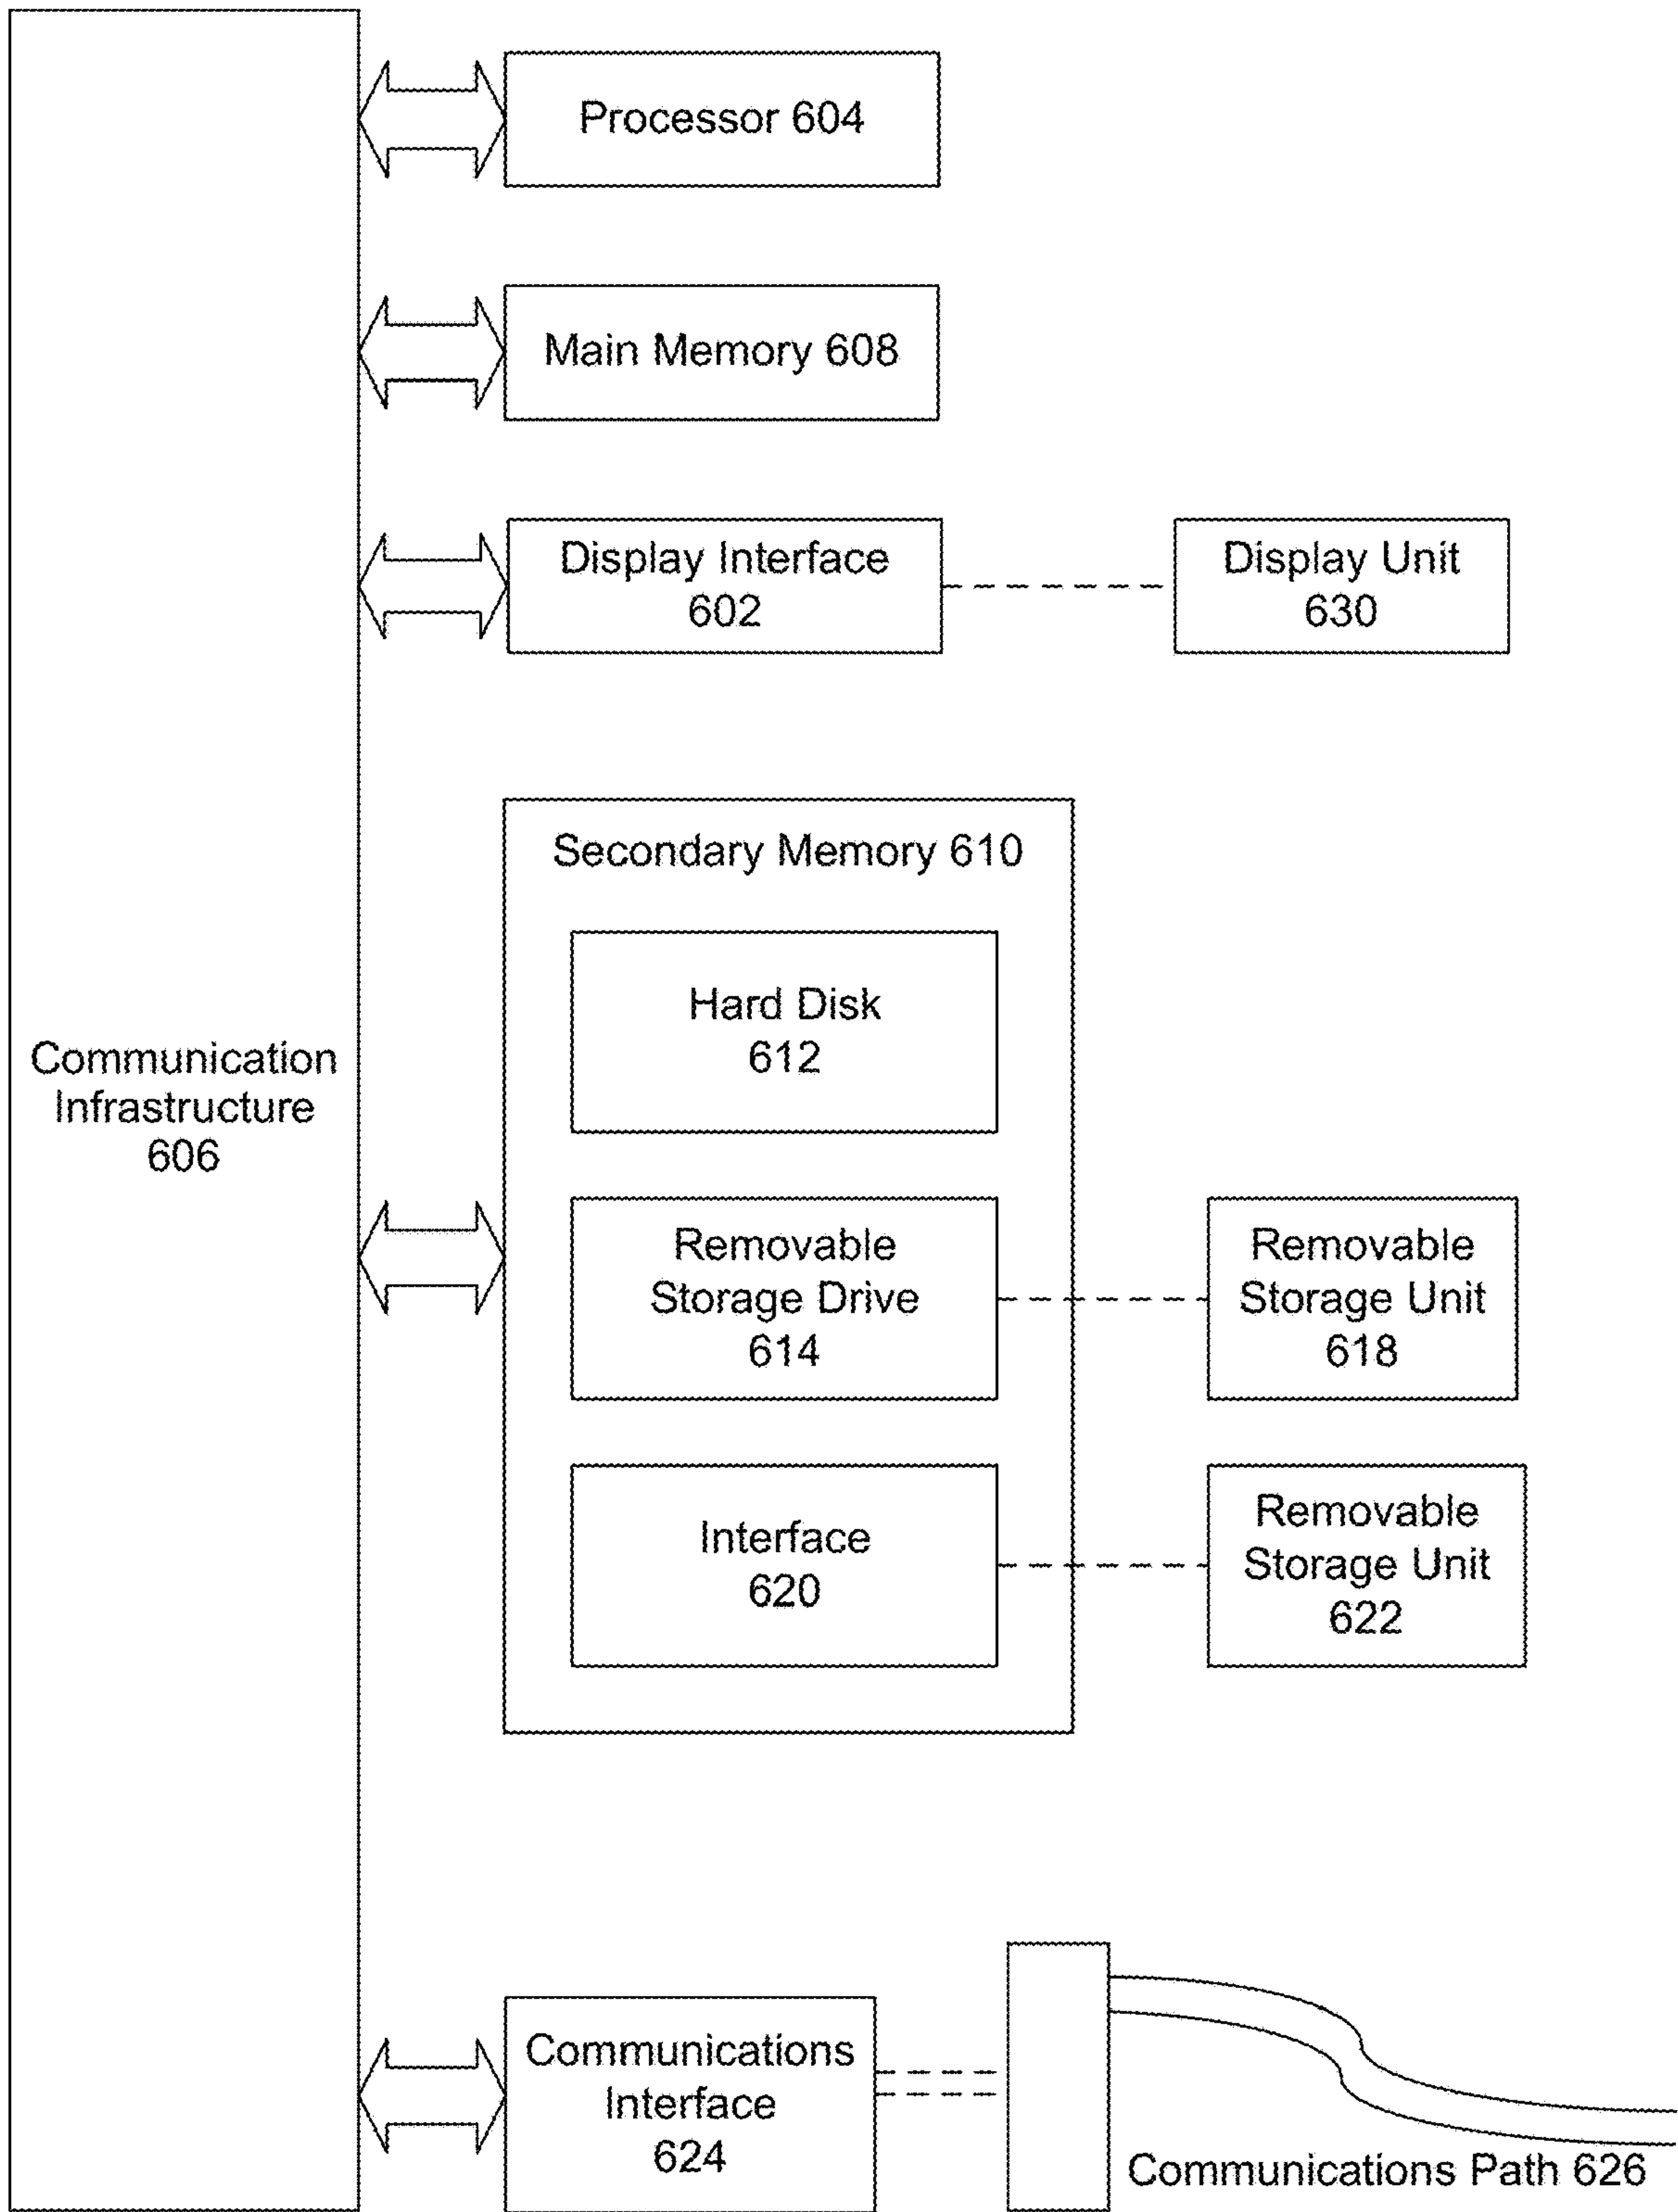 Processor 604
Main Memory 608
Display Interface
602
Display Unit
630
Secondary Memory 610
Hard Disk
612
Communication
Infrastructure
606
Removable
Storage Drive
614
Removable
Storage Unit
618
Interface
620
Removable
Storage Unit
622
Communications
Interface
624
Communications Path 626